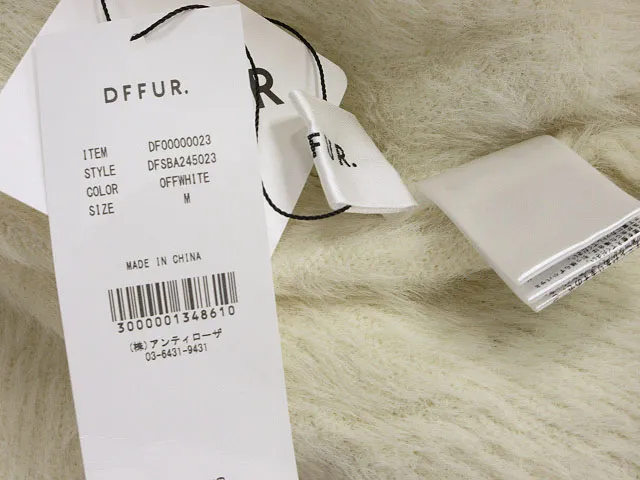 DFFUR.
R
FUR.
ITEM DF00000023
STYLE DFSBA245023
COLOR OFFWHITE
SIZE M
MADE IN CHINA
3000001348610
(株)アンティローザ
03-6431-9431